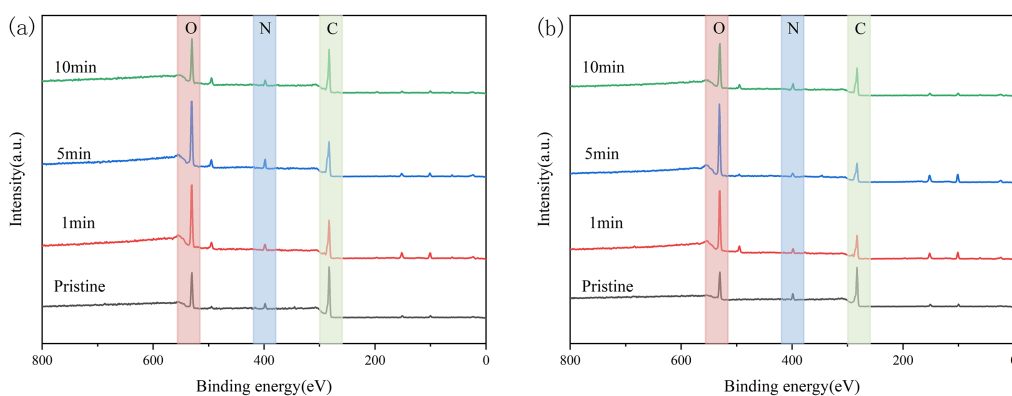 (a)
O N C
10min
5min
1min
Pristine
Intensity(a.u.)
800 600 400 200 0
Binding energy(eV)
(b)
O N C
10min
5min
1min
Pristine
Intensity(a.u.)
800 600 400 200 0
Binding energy(eV)